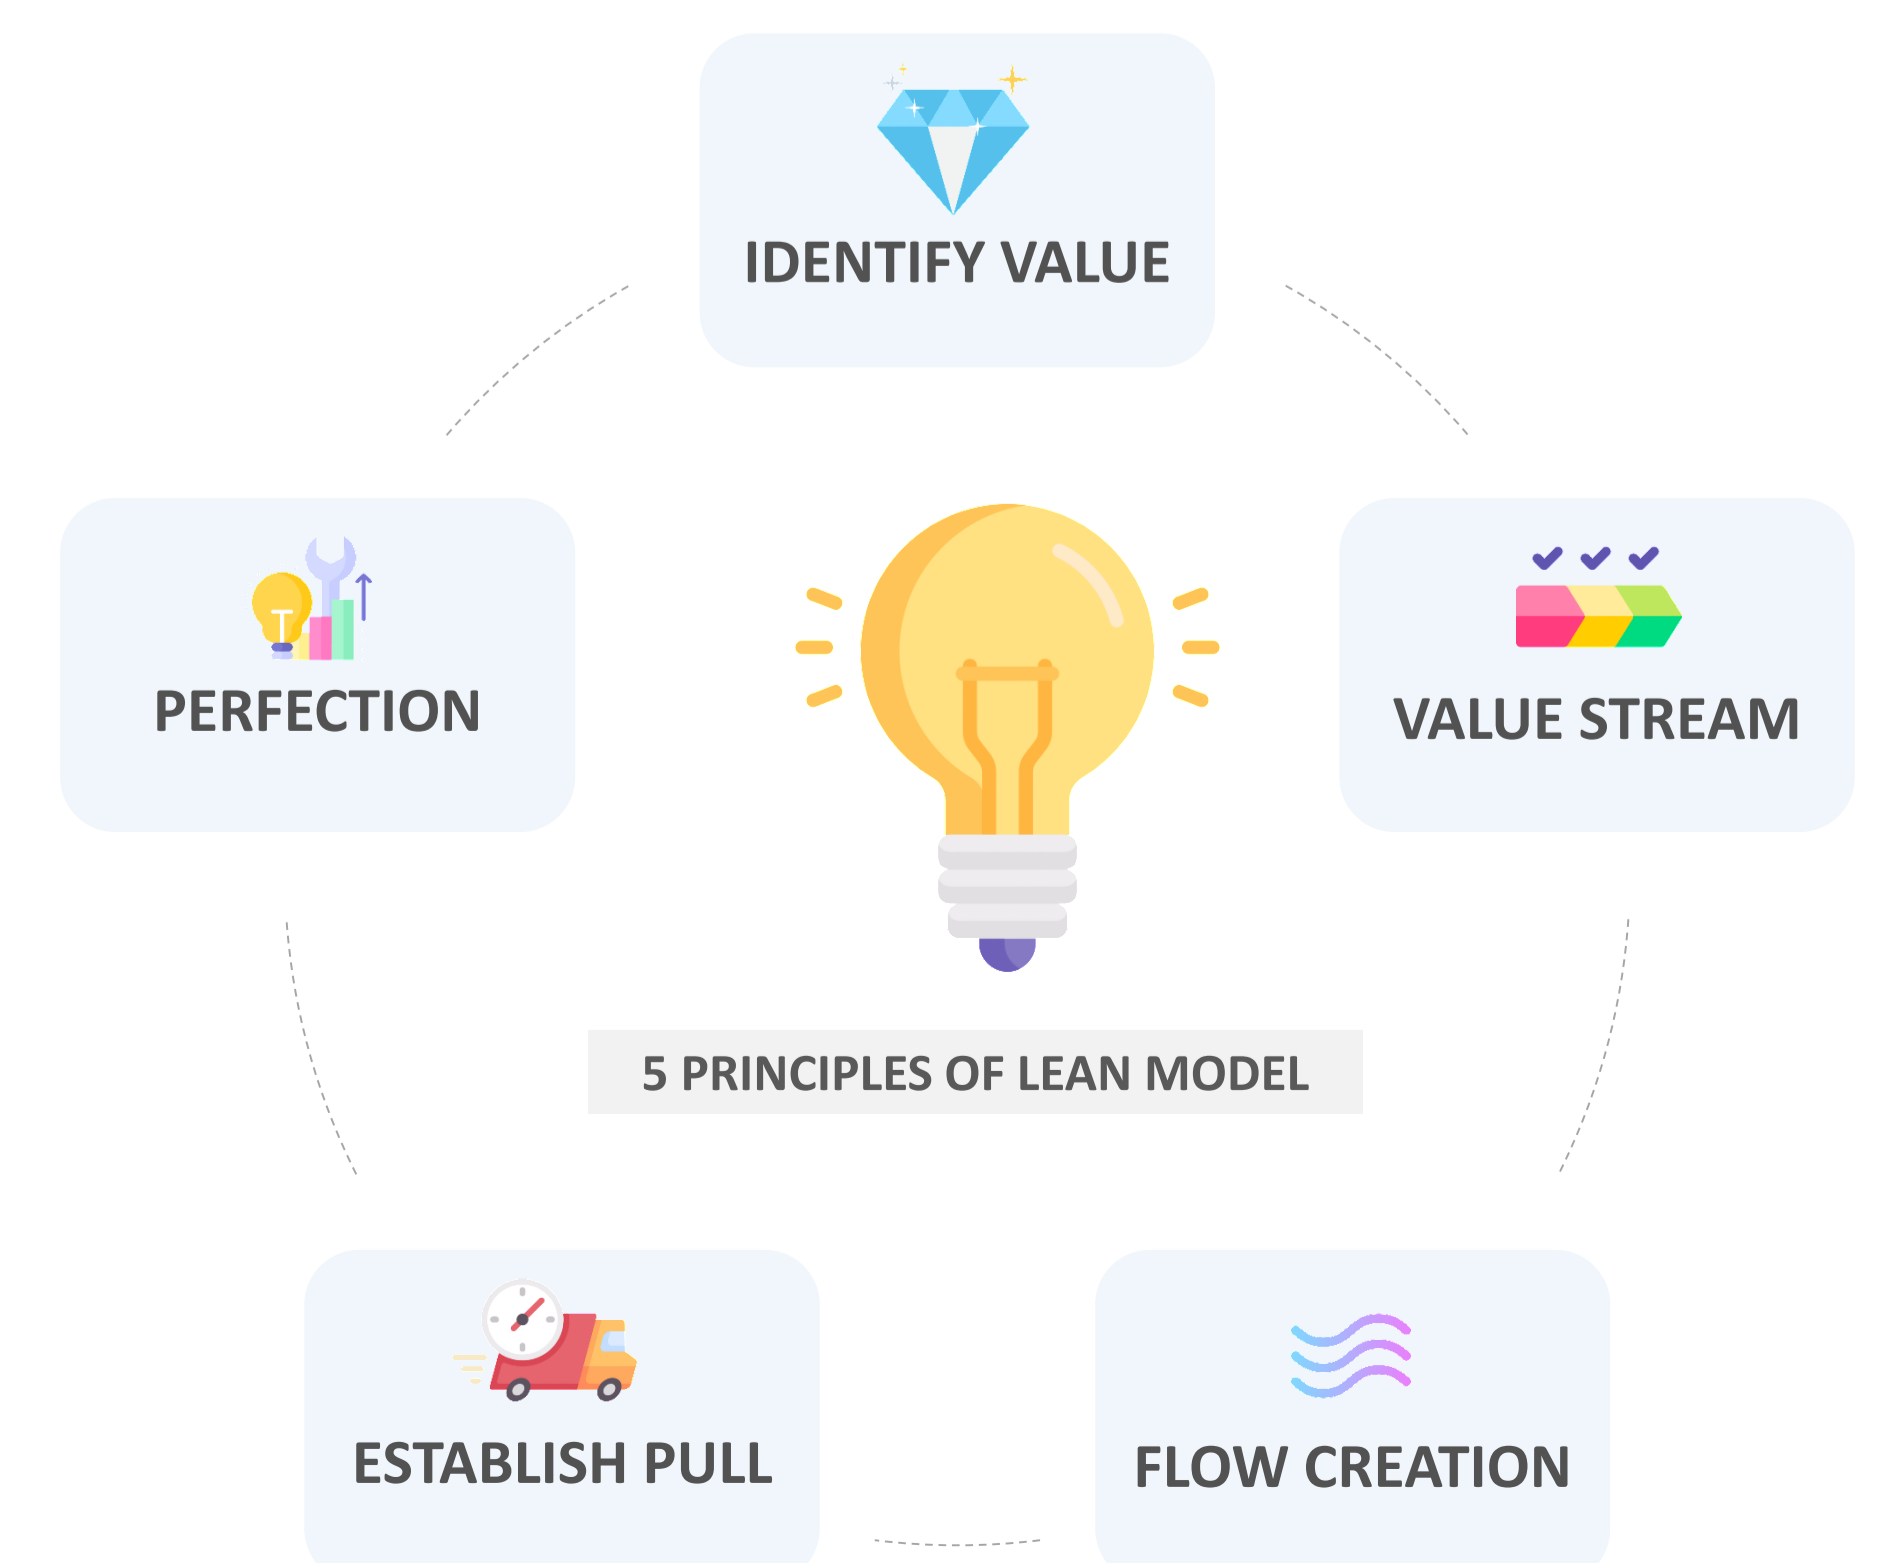 IDENTIFY VALUE
PERFECTION
VALUE STREAM
5 PRINCIPLES OF LEAN MODEL
ESTABLISH PULL
FLOW CREATION